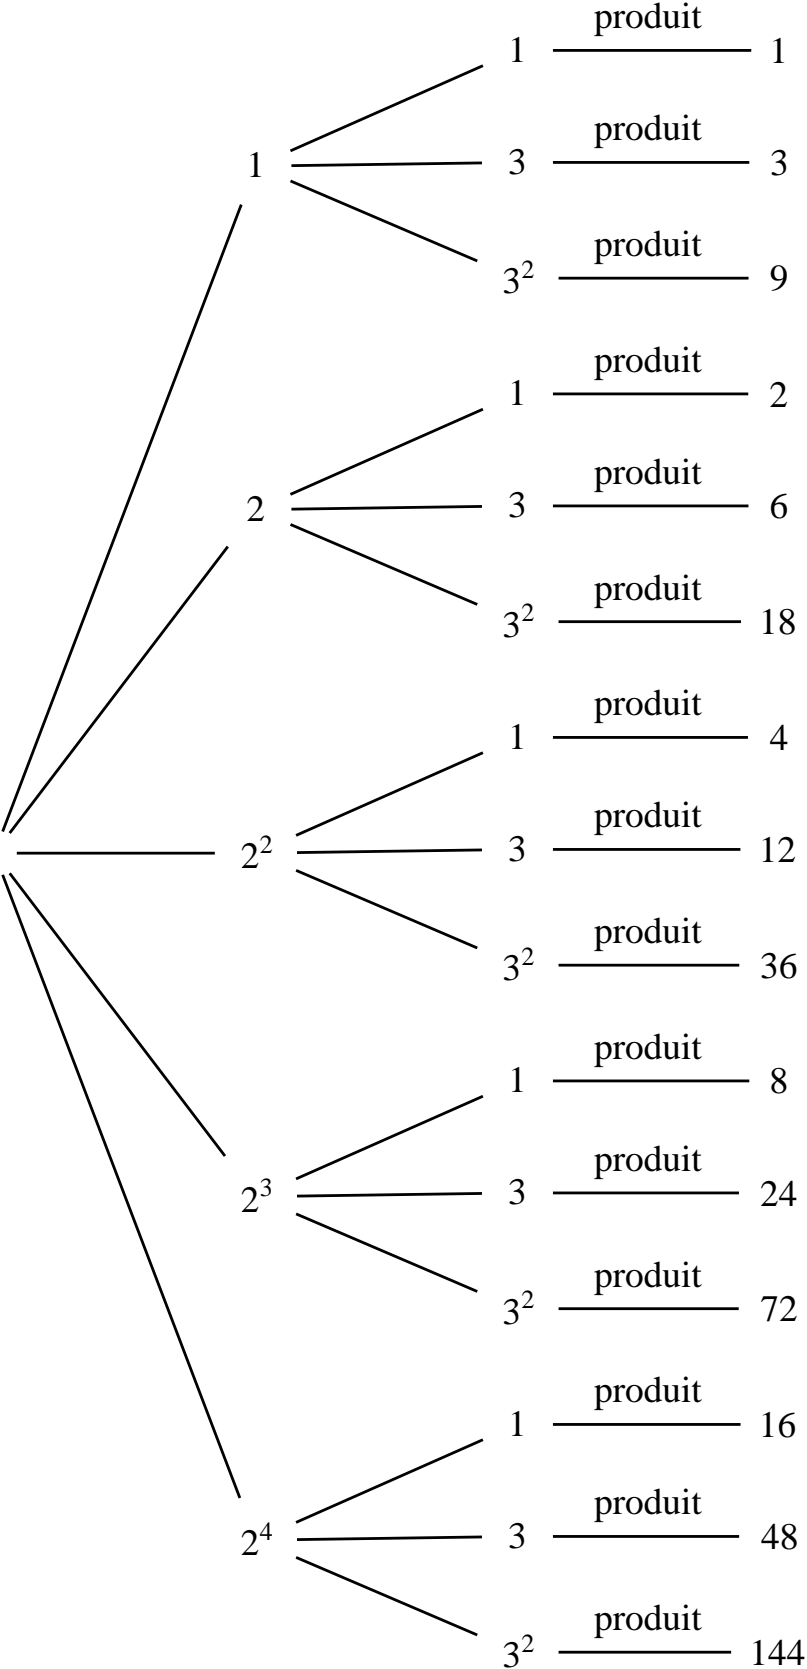 1 produit 1
3 produit 3
1
3² produit 9
1 produit 2
3 produit 6
2
3² produit 18
1 produit 4
3 produit 12
2²
3² produit 36
1 produit 8
3 produit 24
2³
3² produit 72
1 produit 16
3 produit 48
2⁴
3² produit 144